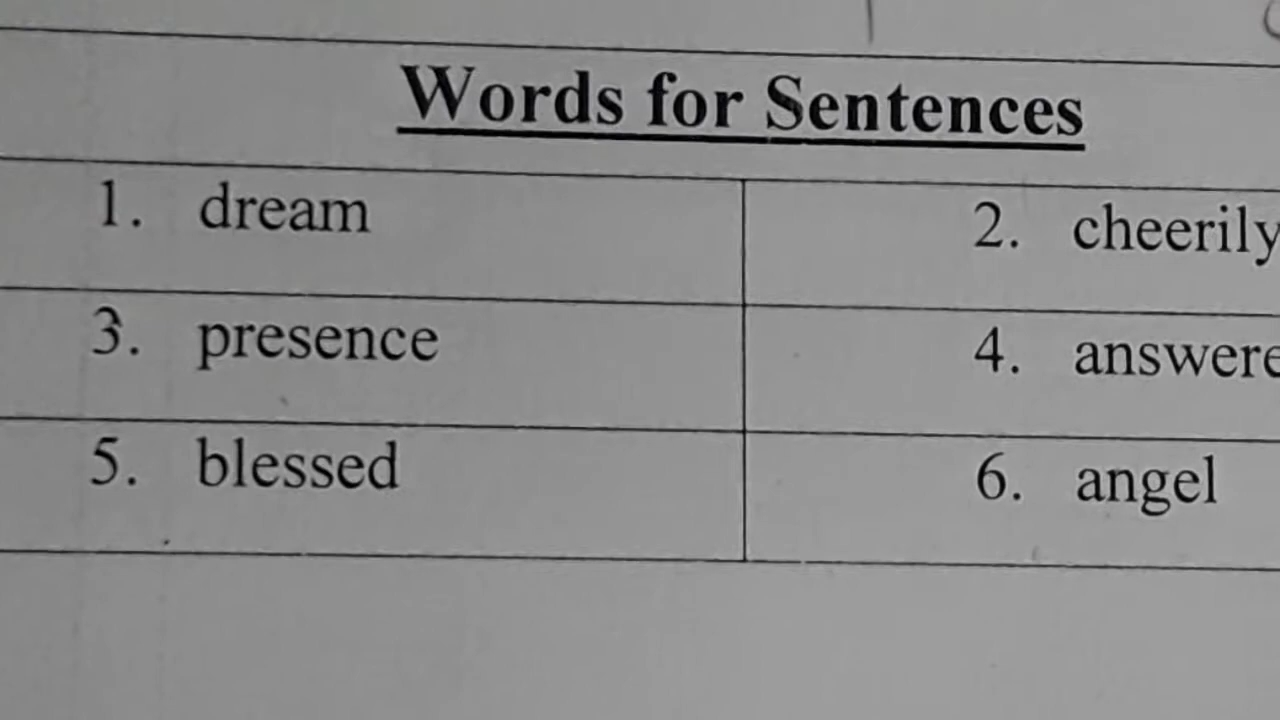 Words for Sentences
1. dream 2. cheerily
3. presence 4. answere
5. blessed 6. angel